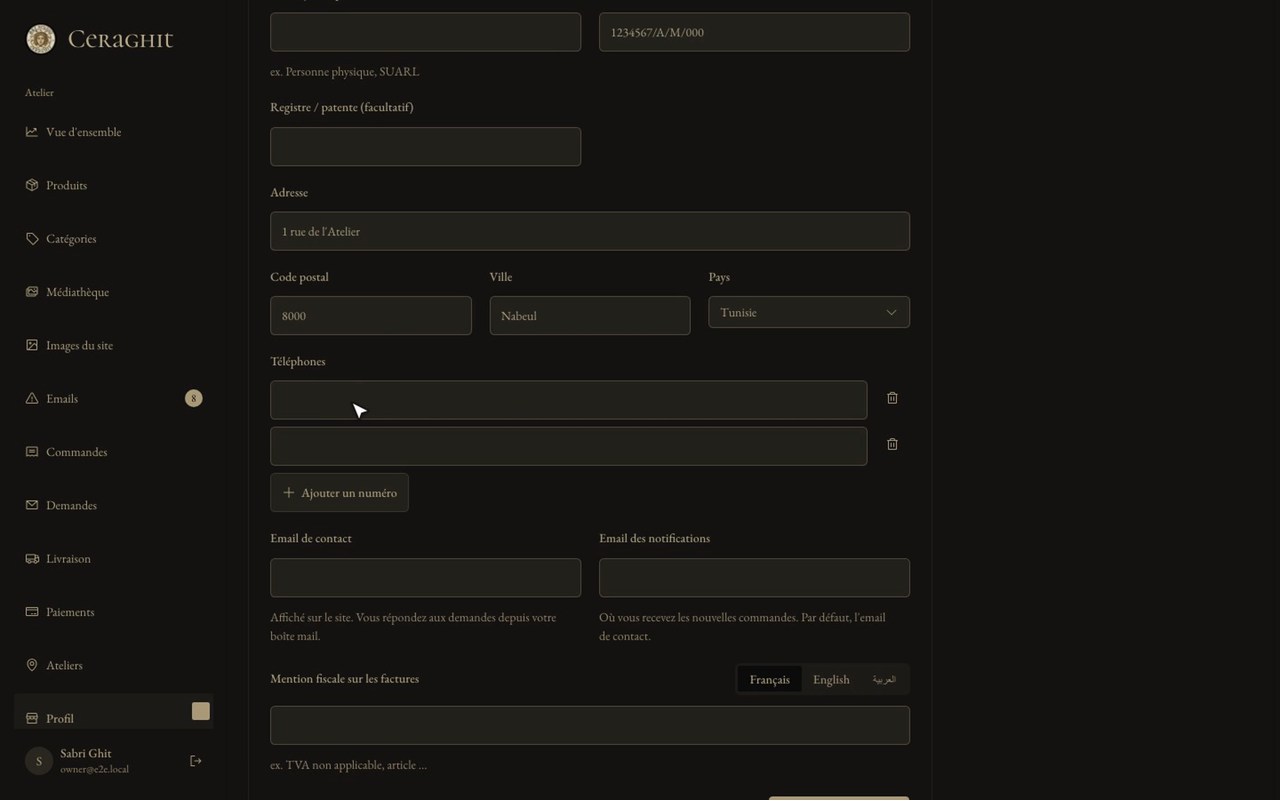 Ceraghit
Atelier
Vue d'ensemble
Produits
Catégories
Médiathèque
Images du site
Emails
8
Commandes
Demandes
Livraison
Paiements
Ateliers
Profil
S
Sabri Ghit
owner@e2e.local
1234567/A/M/000
ex. Personne physique, SUARL
Registre / patente (facultatif)
Adresse
1 rue de l'Atelier
Code postal
Ville
Pays
8000
Nabeul
Tunisie
Téléphones
Ajouter un numéro
Email de contact
Email des notifications
Affiché sur le site. Vous répondez aux demandes depuis votre
boîte mail.
Où vous recevez les nouvelles commandes. Par défaut, l'email
de contact.
Mention fiscale sur les factures
Français
English
العربية
ex. TVA non applicable, article ...